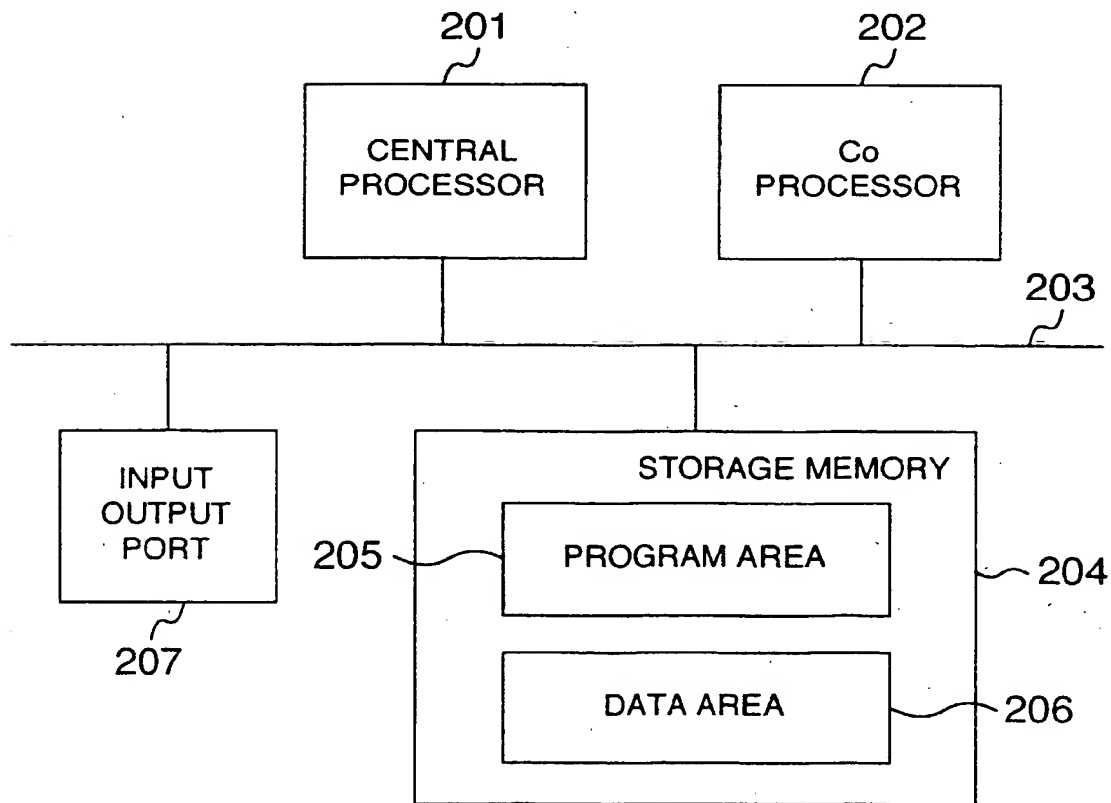 201
202
CENTRAL
PROCESSOR
Co
PROCESSOR
203
INPUT
OUTPUT
PORT
207
STORAGE MEMORY
205
PROGRAM AREA
204
DATA AREA
206